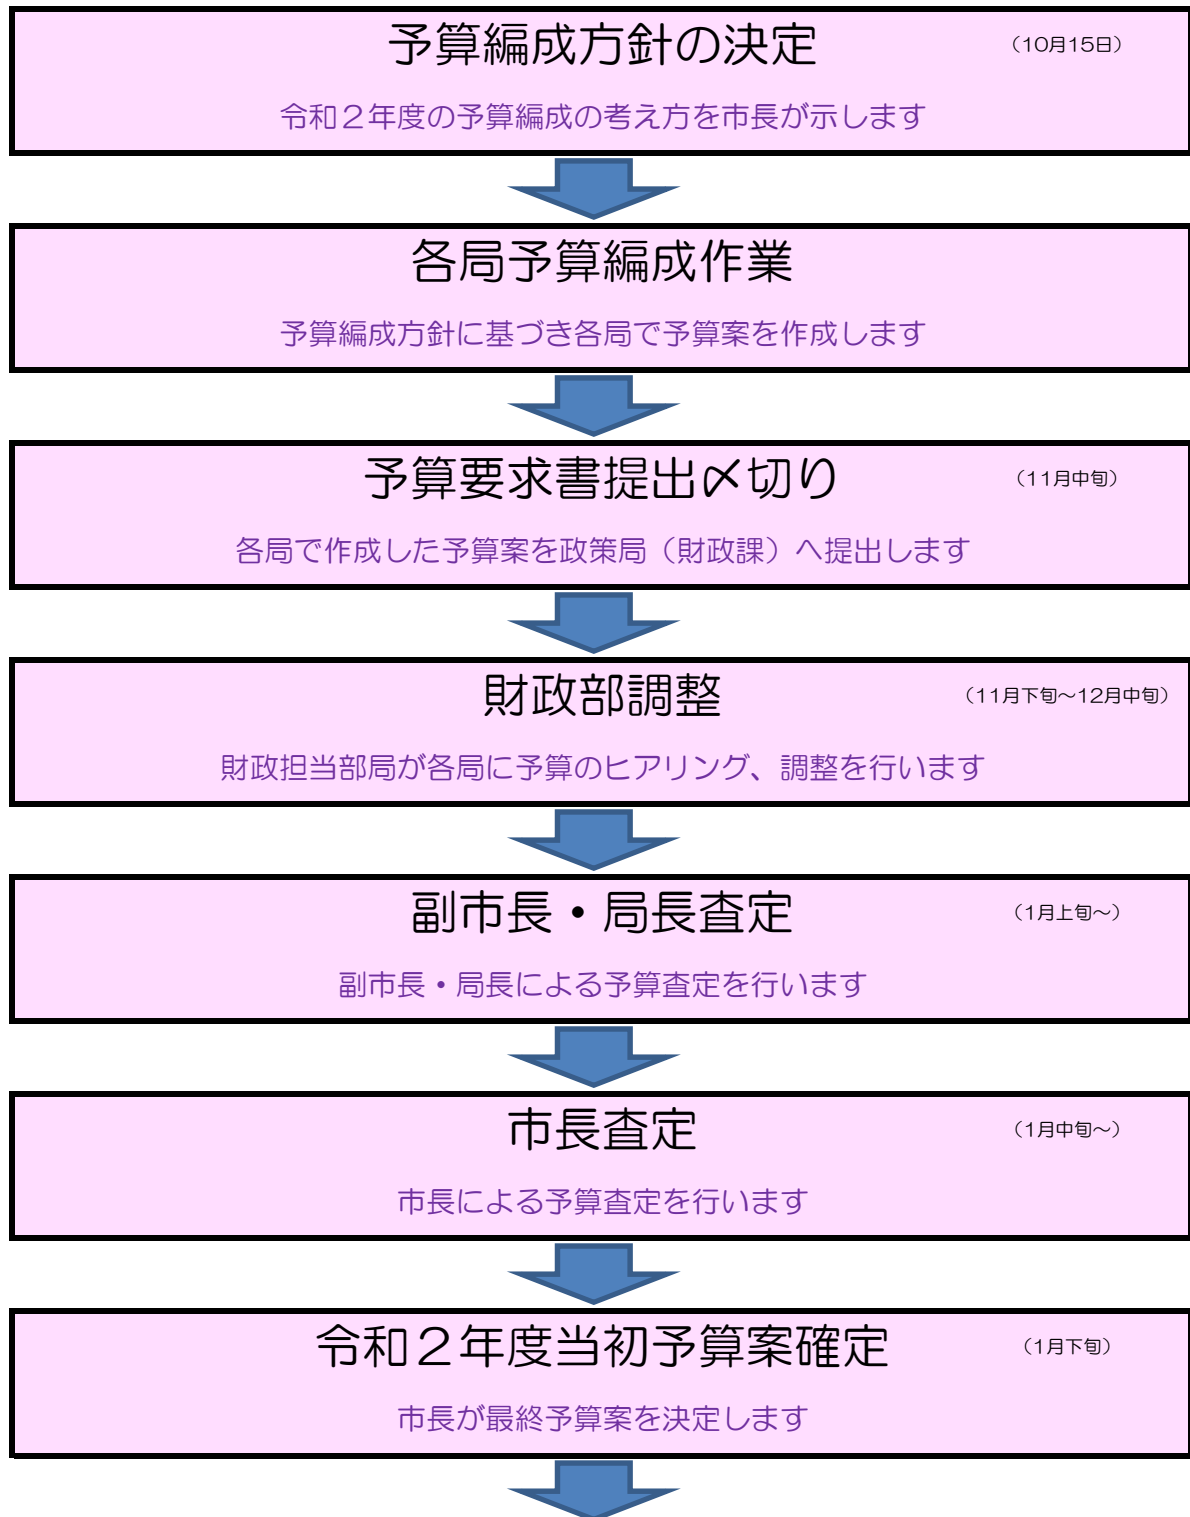 予算編成方針の決定 （10月15日）
令和２年度の予算編成の考え方を市長が示します
各局予算編成作業
予算編成方針に基づき各局で予算案を作成します
予算要求書提出〆切り （11月中旬）
各局で作成した予算案を政策局（財政課）へ提出します
財政部調整 （11月下旬～12月中旬）
財政担当部局が各局に予算のヒアリング、調整を行います
副市長・局長査定 （1月上旬～）
副市長・局長による予算査定を行います
市長査定 （1月中旬～）
市長による予算査定を行います
令和２年度当初予算案確定 （1月下旬）
市長が最終予算案を決定します